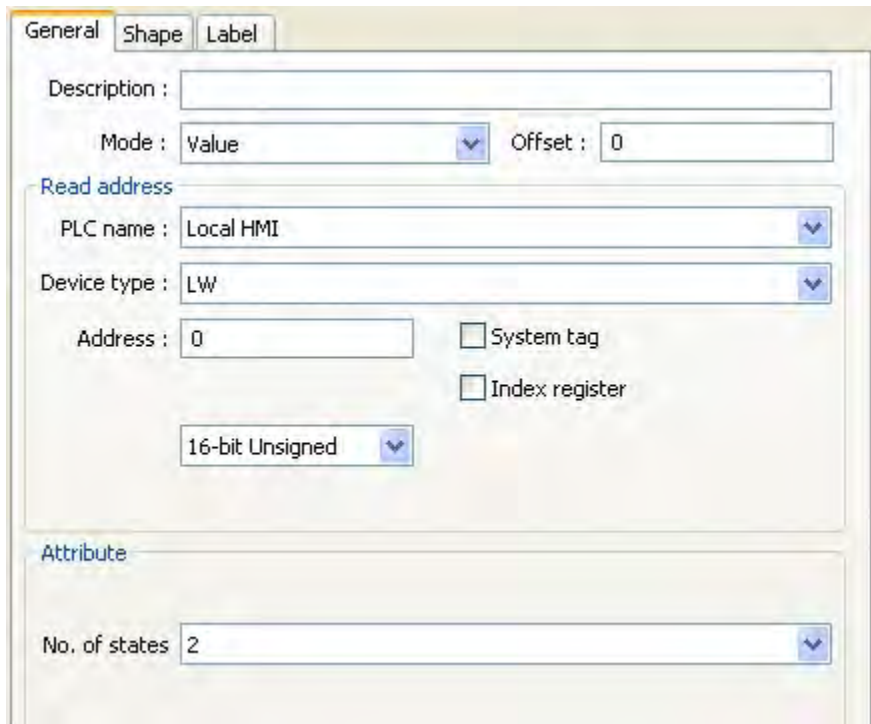 General Shape Label
Description :
Mode : Value Offset : 0
Read address
PLC name : Local HMI
Device type : LW
Address : 0 System tag
Index register
16-bit Unsigned
Attribute
No. of states 2